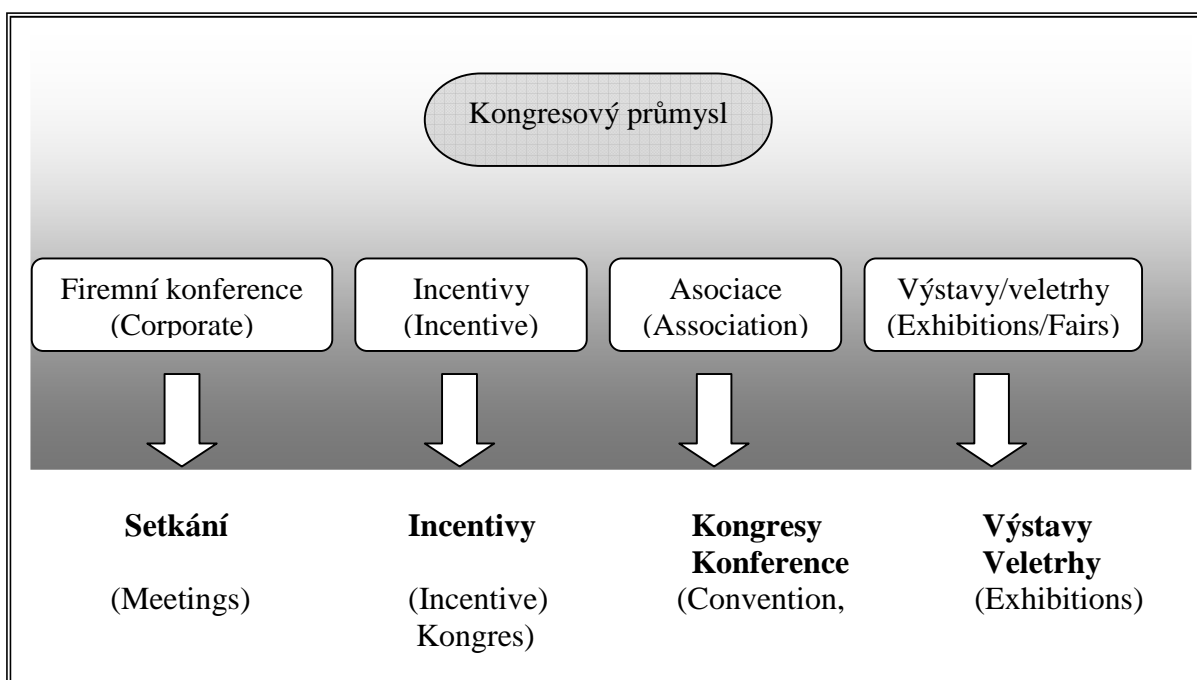 Kongresový průmysl
Firemní konference
(Corporate)
Incentivy
(Incentive)
Asociace
(Association)
Výstavy/veletrhy
(Exhibitions/Fairs)
Setkání
(Meetings)
Incentivy
(Incentive)
Kongres)
Kongresy
Konference
(Convention,
Výstavy
Veletrhy
(Exhibitions)